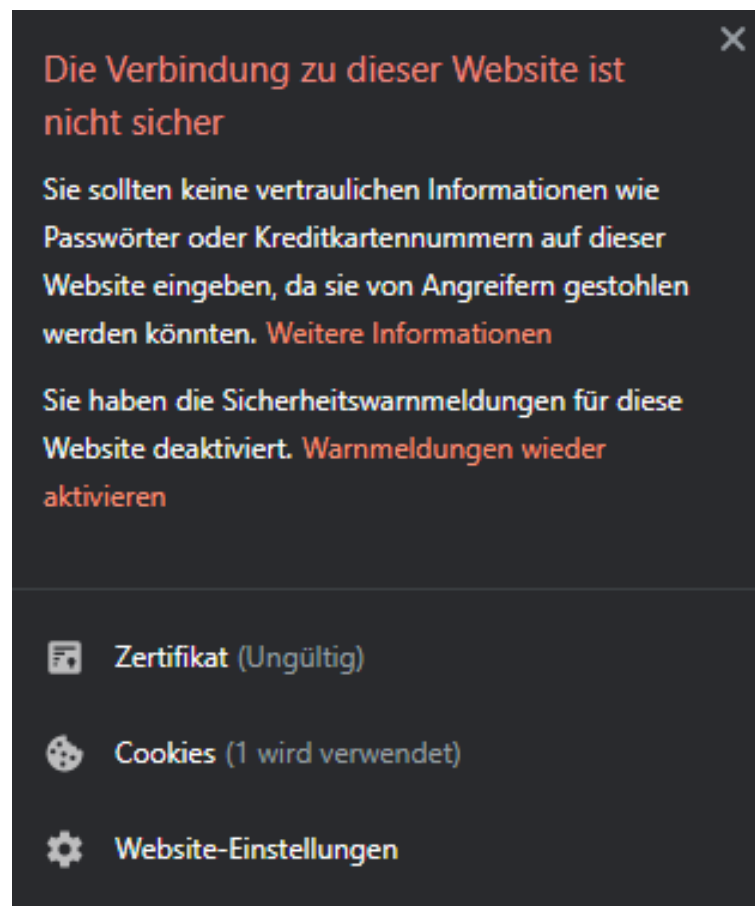 Die Verbindung zu dieser Website ist
nicht sicher
Sie sollten keine vertraulichen Informationen wie
Passwörter oder Kreditkartennummern auf dieser
Website eingeben, da sie von Angreifern gestohlen
werden könnten. Weitere Informationen
Sie haben die Sicherheitswarnmeldungen für diese
Website deaktiviert. Warnmeldungen wieder
aktivieren
Zertifikat (Ungültig)
Cookies (1 wird verwendet)
Website-Einstellungen